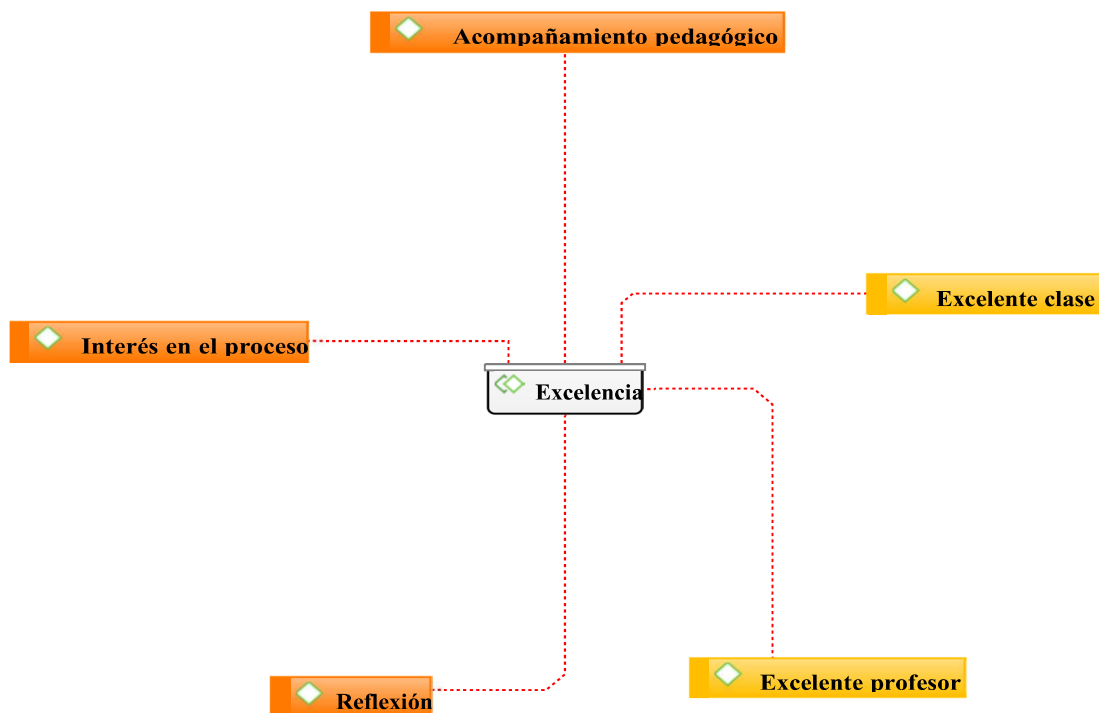 Acompañamiento pedagógico
Excelente clase
Interés en el proceso
Excelencia
Excelente profesor
Reflexión